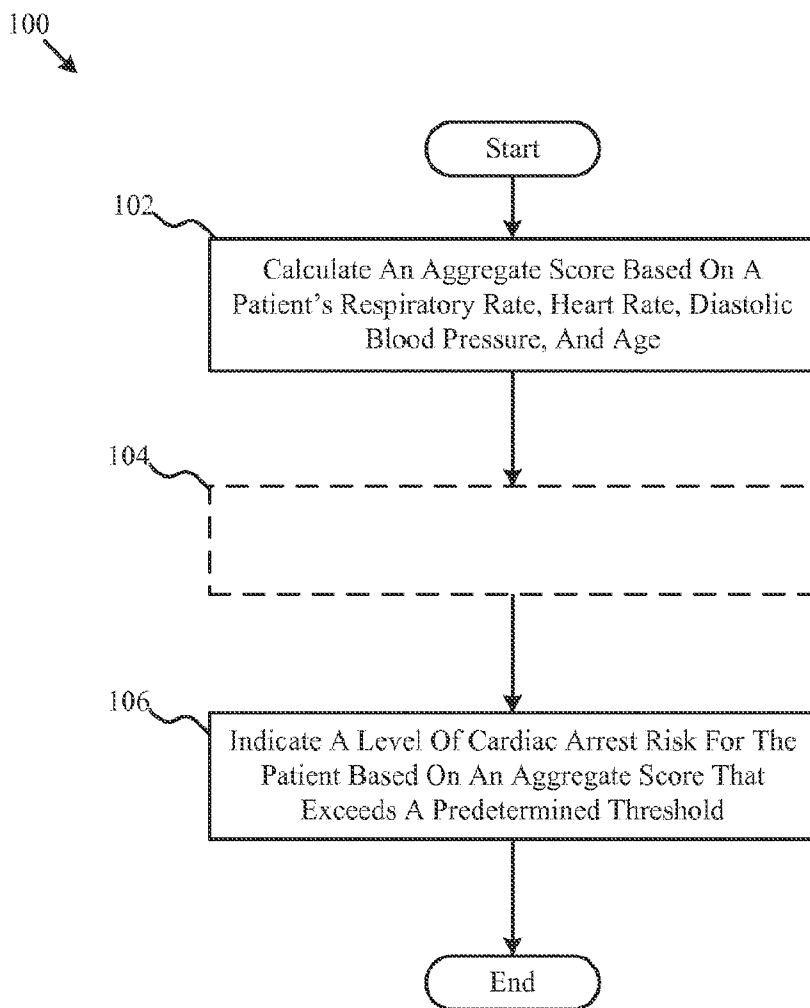 100
Start
102
Calculate An Aggregate Score Based On A
Patient's Respiratory Rate, Heart Rate, Diastolic
Blood Pressure, And Age
104
106
Indicate A Level Of Cardiac Arrest Risk For The
Patient Based On An Aggregate Score That
Exceeds A Predetermined Threshold
End